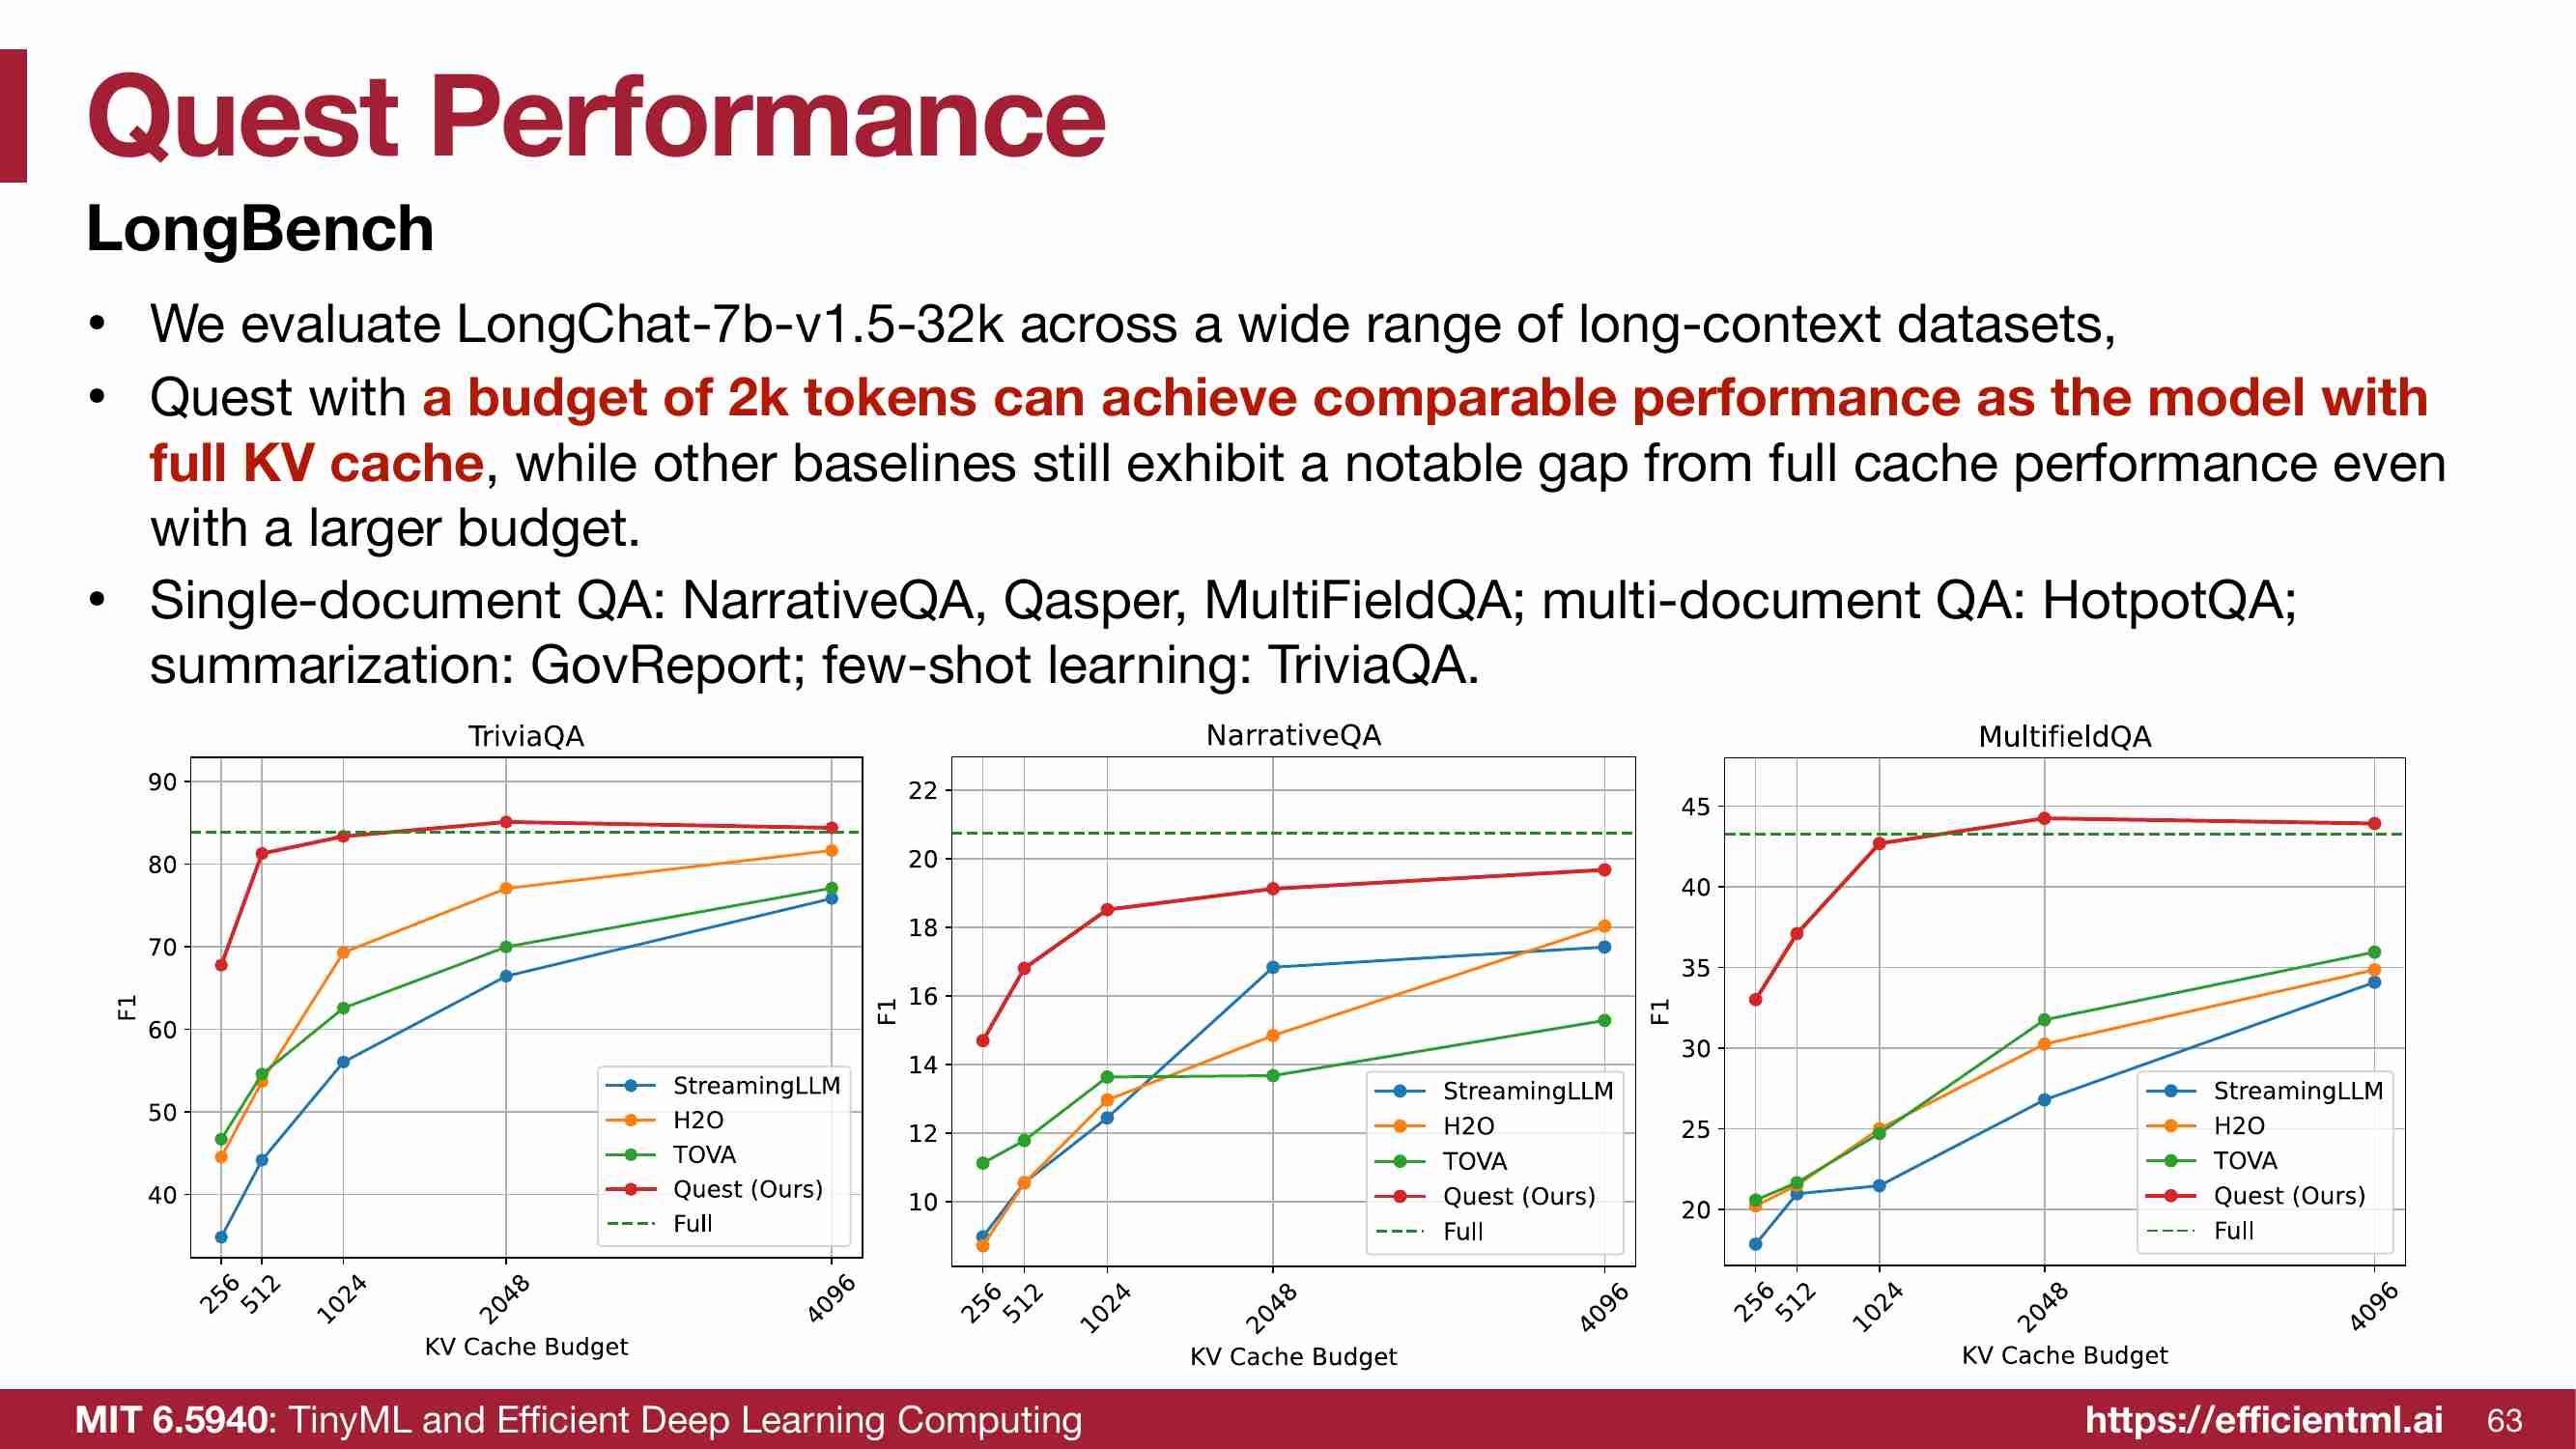 Quest Performance
LongBench
• We evaluate LongChat-7b-v1.5-32k across a wide range of long-context datasets,
• Quest with a budget of 2k tokens can achieve comparable performance as the model with
full KV cache, while other baselines still exhibit a notable gap from full cache performance even
with a larger budget.
• Single-document QA: NarrativeQA, Qasper, MultiFieldQA; multi-document QA: HotpotQA;
summarization: GovReport; few-shot learning: TriviaQA.
TriviaQA
90
80
70
60
50
40
F1
StreamingLLM
H2O
TOVA
Quest (Ours)
Full
256 512 1024 2048 4096
KV Cache Budget
NarrativeQA
22
20
18
16
14
12
10
F1
StreamingLLM
H2O
TOVA
Quest (Ours)
Full
256 512 1024 2048 4096
KV Cache Budget
MultifieldQA
45
40
35
30
25
20
F1
StreamingLLM
H2O
TOVA
Quest (Ours)
Full
256 512 1024 2048 4096
KV Cache Budget
MIT 6.5940: TinyML and Efficient Deep Learning Computing
https://efficientml.ai 63